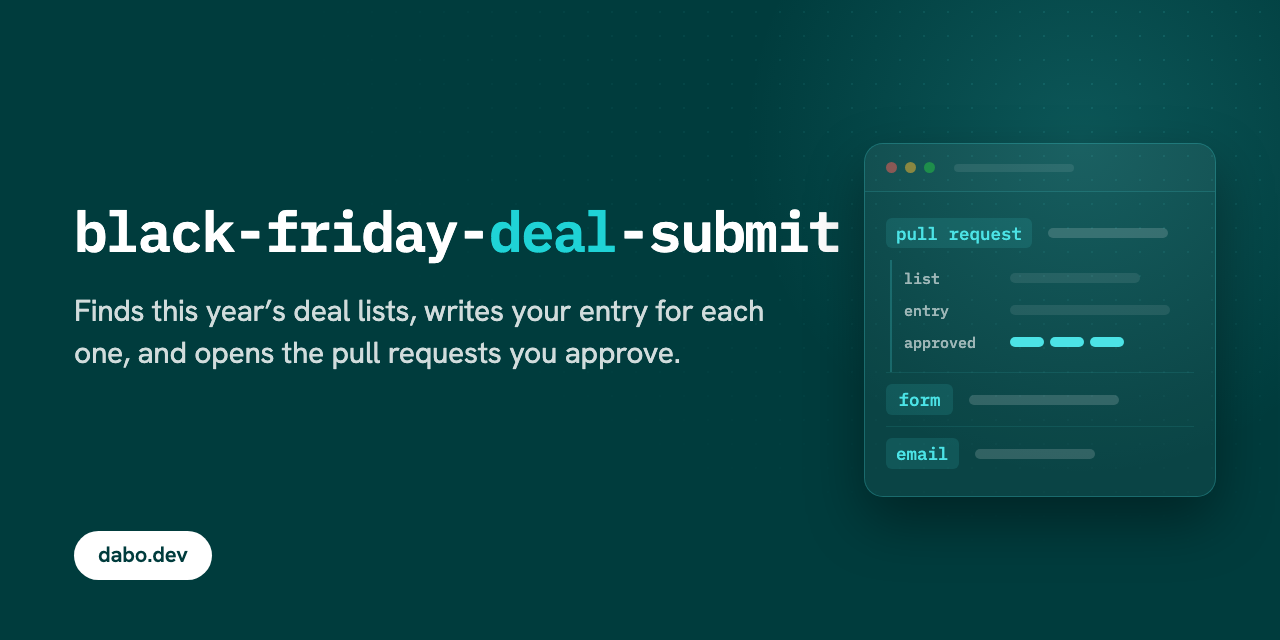 black-friday-deal-submit
Finds this year’s deal lists, writes your entry for each
one, and opens the pull requests you approve.
dabo.dev
pull request
list
entry
approved
form
email